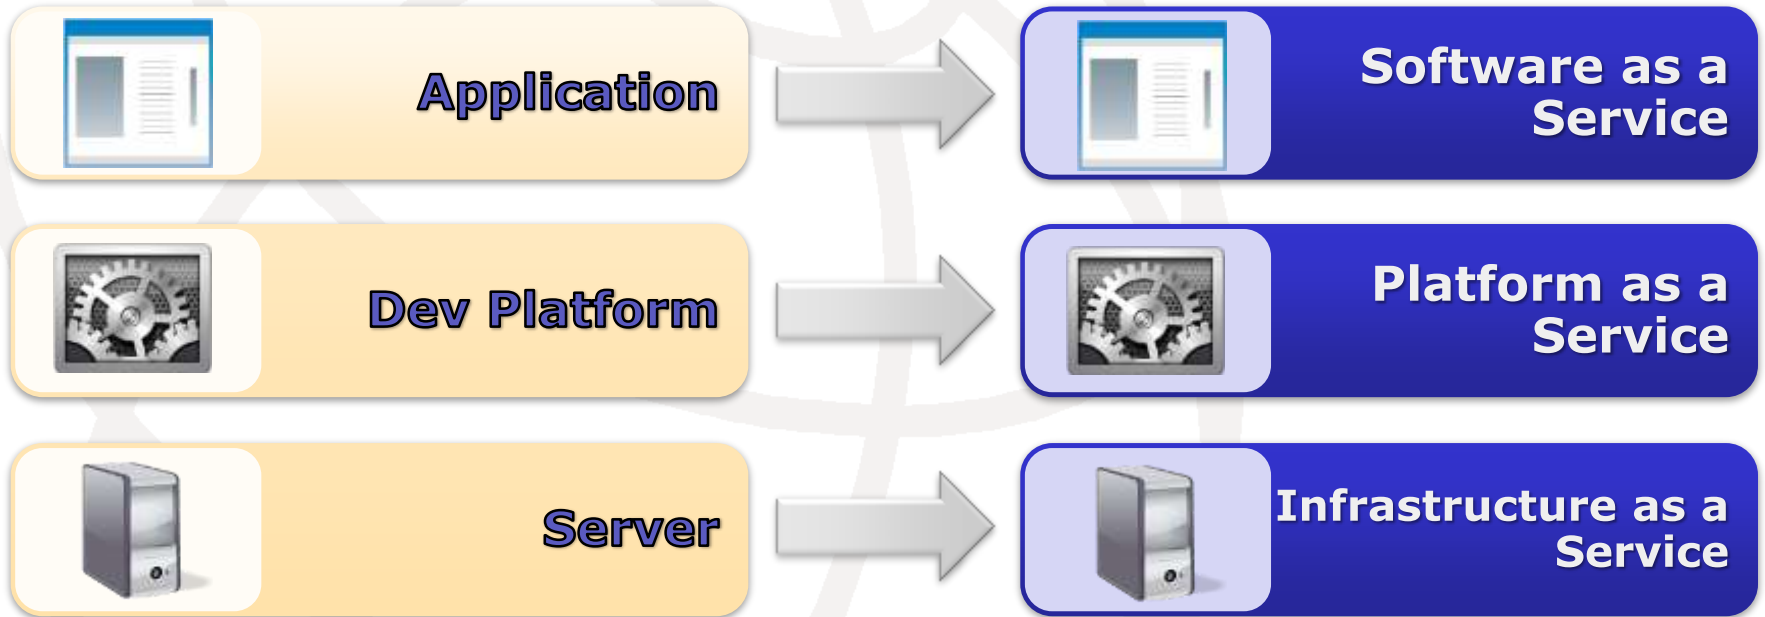 Application
Software as a
Service
Dev Platform
Platform as a
Service
Server
Infrastructure as a
Service